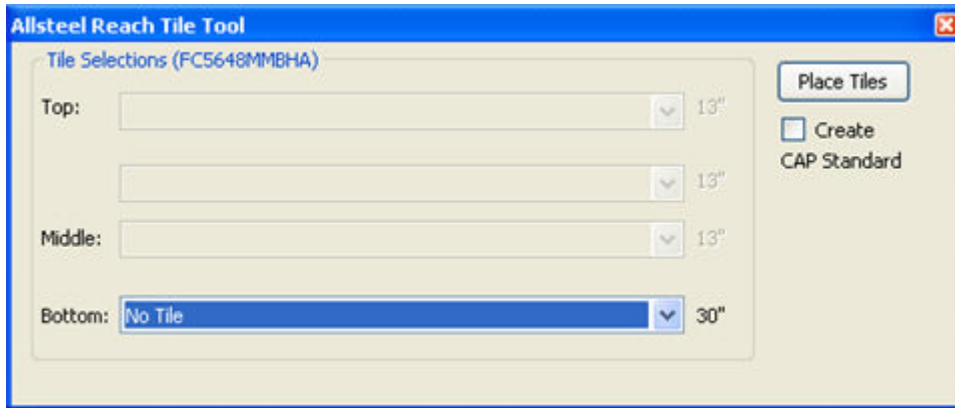 Allsteel Reach Tile Tool
Tile Selections (FC5648MMBHA)
Top: 13"
13"
Middle: 13"
Bottom: No Tile 30"
Place Tiles
Create
CAP Standard